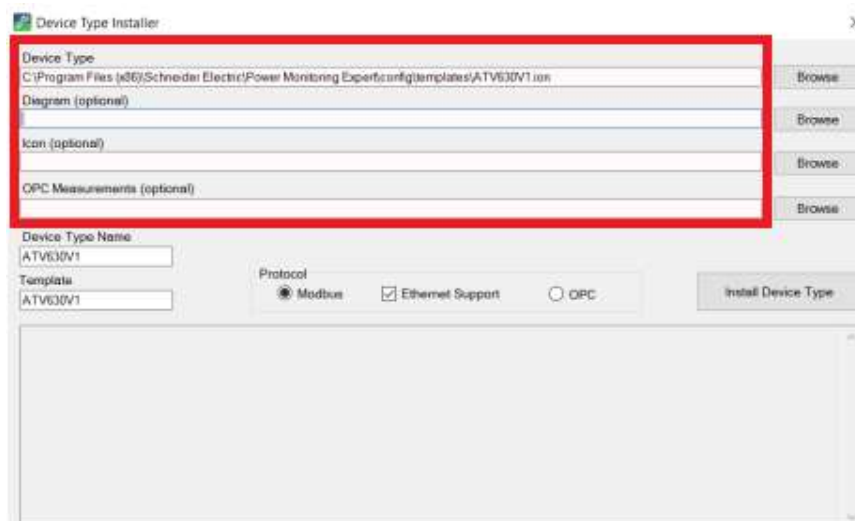 Device Type Installer
Device Type
C:\Program Files (x86)\Schneider Electric\Power Monitoring Expert\config\templates\ATV630V1.ion
Browse
Diagram (optional)
Browse
Icon (optional)
Browse
OPC Measurements (optional)
Browse
Device Type Name
ATV630V1
Template
ATV630V1
Protocol
Modbus
Ethernet Support
OPC
Install Device Type